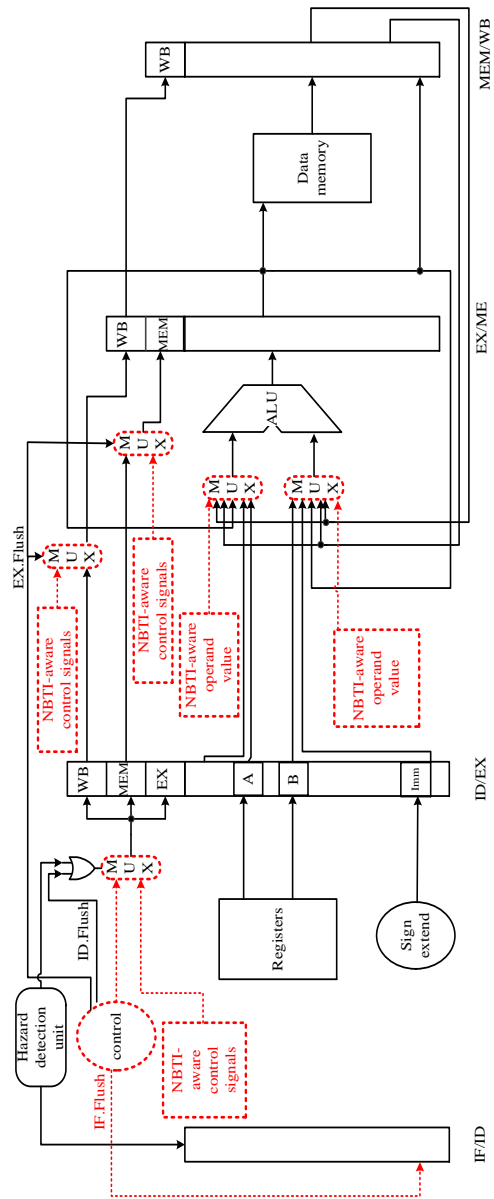 Hazard
detection
unit
IF.Flush
control
ID.Flush
EX.Flush
NBTI-
aware control
signals
M
U
X
Registers
Sign
extend
WB
MEM
EX
A
B
Imm
NBTI-aware
control signals
M
U
X
NBTI-aware
control signals
M
U
X
NBTI-aware
operand
value
M
U
X
NBTI-aware
operand
value
M
U
X
ALU
WB
MEM
Data
memory
WB
IF/ID
ID/EX
EX/ME
MEM/WB